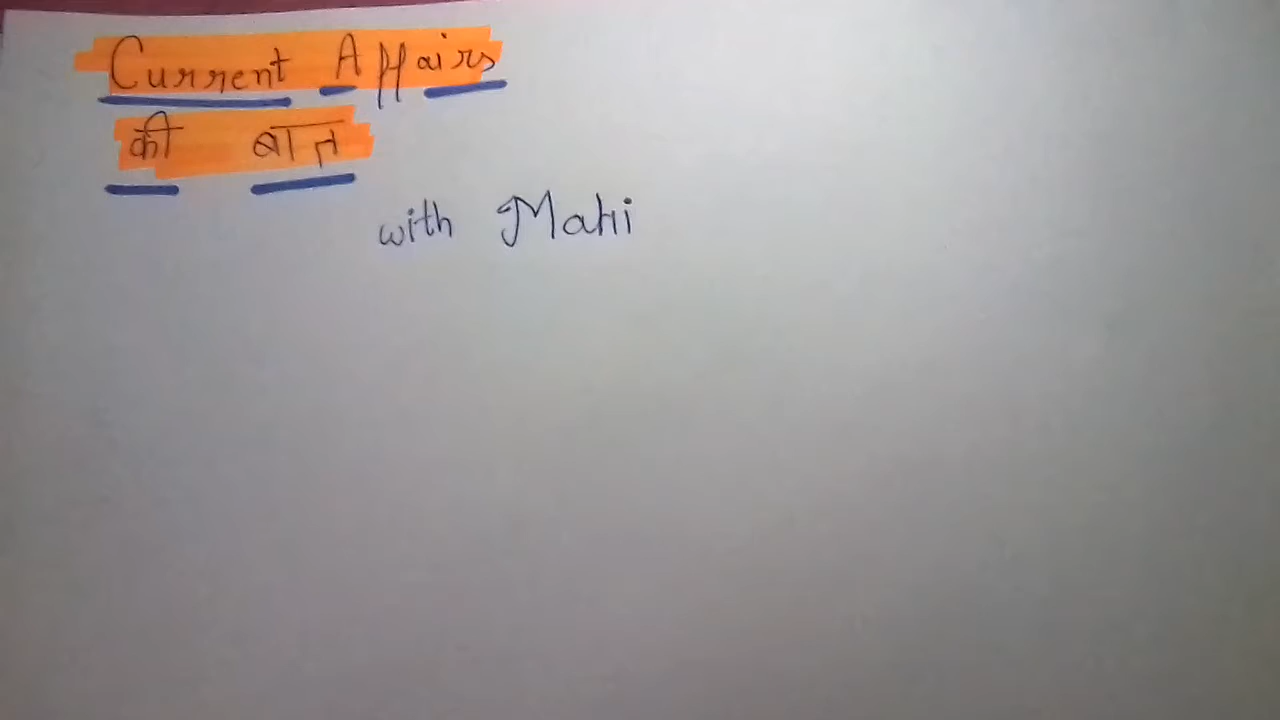 Current Affairs
की बात
with Mahi